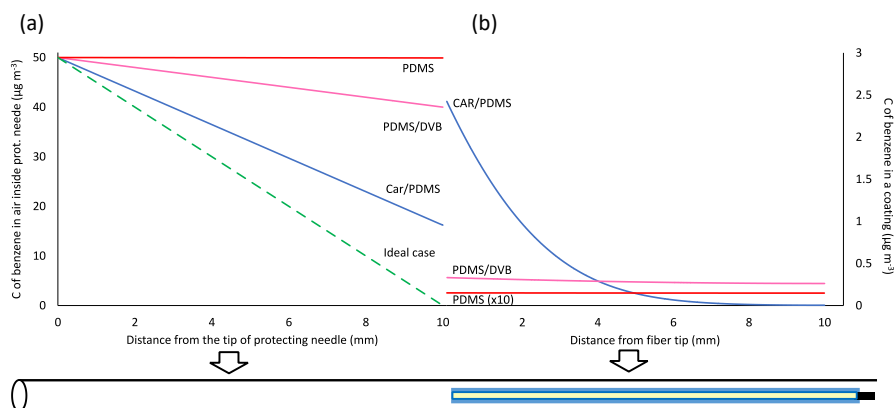 (a)
(b)
C of benzene in air inside prot. neede (µg m-3)
50
40
30
20
10
0
PDMS
PDMS/DVB
Car/PDMS
Ideal case
0
2
4
6
8
10
Distance from the tip of protecting needle (mm)
CAR/PDMS
PDMS/DVB
PDMS (x10)
2
4
6
8
10
Distance from fiber tip (mm)
3
2.5
2
1.5
1
0.5
0
C of benzene in a coating (µg m-3)